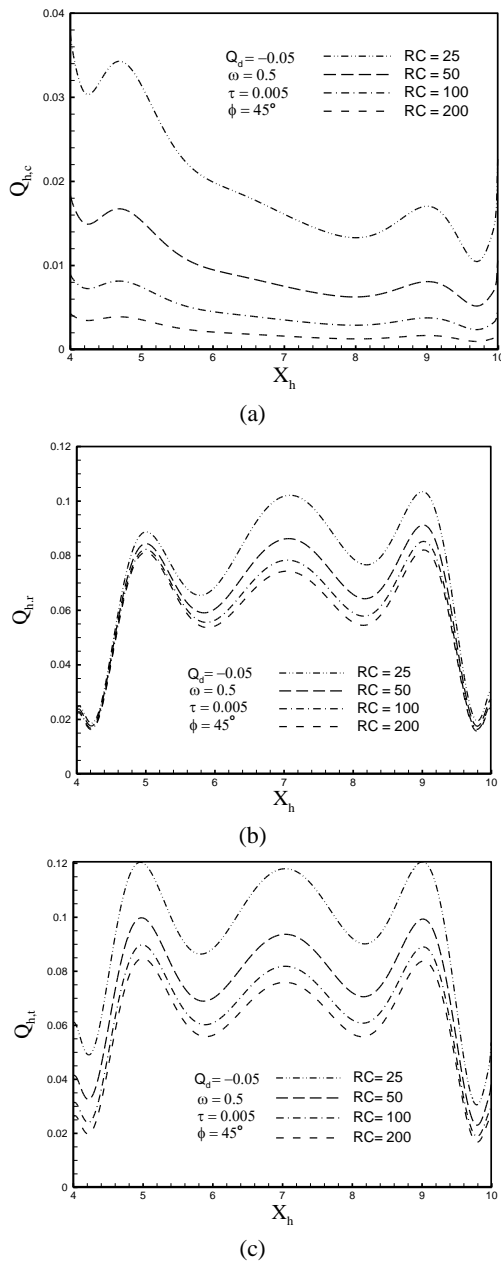 0.04
0.03
0.02
0.01
0
Q_{h,c}
Q_d = −0.05
ω = 0.5
τ = 0.005
ϕ = 45°
RC = 25
RC = 50
RC = 100
RC = 200
4 5 6 7 8 9 10
X_h
(a)
0.12
0.1
0.08
0.06
0.04
0.02
0
Q_{h,r}
Q_d = −0.05
ω = 0.5
τ = 0.005
ϕ = 45°
RC = 25
RC = 50
RC = 100
RC = 200
4 5 6 7 8 9 10
X_h
(b)
0.12
0.1
0.08
0.06
0.04
0.02
0
Q_{h,t}
Q_d = −0.05
ω = 0.5
τ = 0.005
ϕ = 45°
RC= 25
RC= 50
RC= 100
RC= 200
4 5 6 7 8 9 10
X_h
(c)